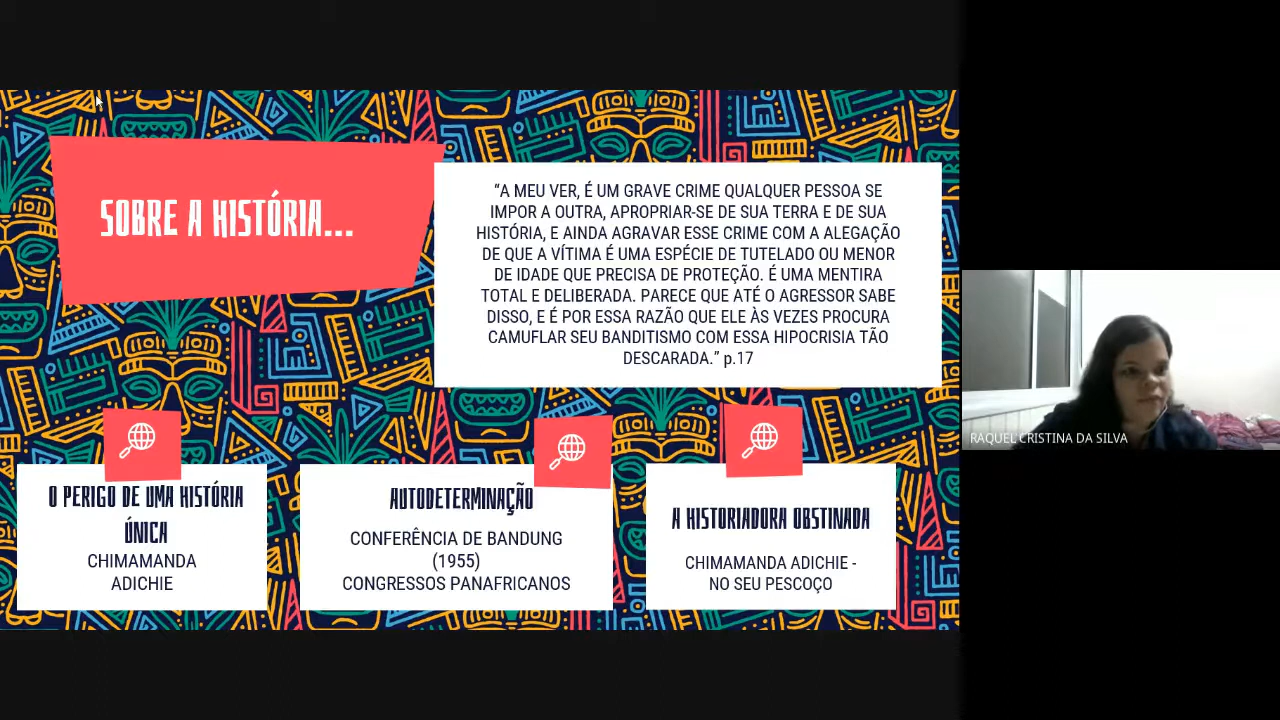 SOBRE A HISTÓRIA...
“A MEU VER, É UM GRAVE CRIME QUALQUER PESSOA SE
IMPOR A OUTRA, APROPRIAR-SE DE SUA TERRA E DE SUA
HISTÓRIA, E AINDA AGRAVAR ESSE CRIME COM A ALEGAÇÃO
DE QUE A VÍTIMA É UMA ESPÉCIE DE TUTELADO OU MENOR
DE IDADE QUE PRECISA DE PROTEÇÃO. É UMA MENTIRA
TOTAL E DELIBERADA. PARECE QUE ATÉ O AGRESSOR SABE
DISSO, E É POR ESSA RAZÃO QUE ELE ÀS VEZES PROCURA
CAMUFLAR SEU BANDITISMO COM ESSA HIPOCRISIA TÃO
DESCARADA.” p.17
O PERIGO DE UMA HISTÓRIA
ÚNICA
CHIMAMANDA
ADICHIE
AUTODETERMINAÇÃO
CONFERÊNCIA DE BANDUNG
(1955)
CONGRESSOS PANAFRICANOS
A HISTORIADORA OBSTINADA
CHIMAMANDA ADICHIE -
NO SEU PESCOÇO
RAQUEL CRISTINA DA SILVA